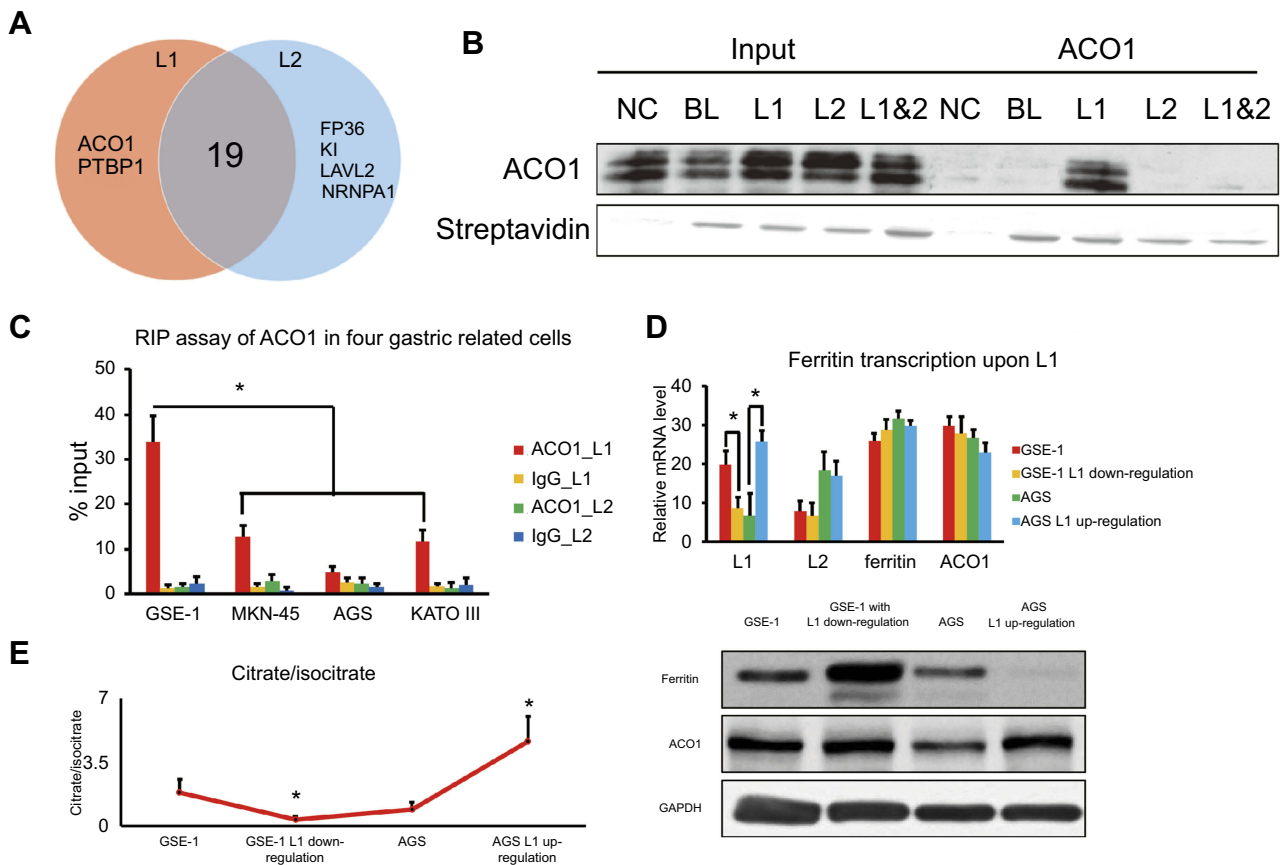 A
L1 L2
ACO1
PTBP1
19
FP36
KI
LAVL2
NRNPA1
B
Input ACO1
NC BL L1 L2 L1&2 NC BL L1 L2 L1&2
ACO1
Streptavidin
C
RIP assay of ACO1 in four gastric related cells
% input
50
40
30
20
10
0
*
GSE-1 MKN-45 AGS KATO III
ACO1_L1
IgG_L1
ACO1_L2
IgG_L2
D
Ferritin transcription upon L1
Relative mRNA level
40
30
20
10
0
* *
L1 L2 ferritin ACO1
GSE-1
GSE-1 L1 down-regulation
AGS
AGS L1 up-regulation
GSE-1
GSE-1 with
L1 down-regulation
AGS
AGS
L1 up-regulation
Ferritin
ACO1
GAPDH
E
Citrate/isocitrate
Citrate/isocitrate
7
3.5
0
* *
GSE-1
GSE-1 L1 down-
regulation
AGS
AGS L1 up-
regulation